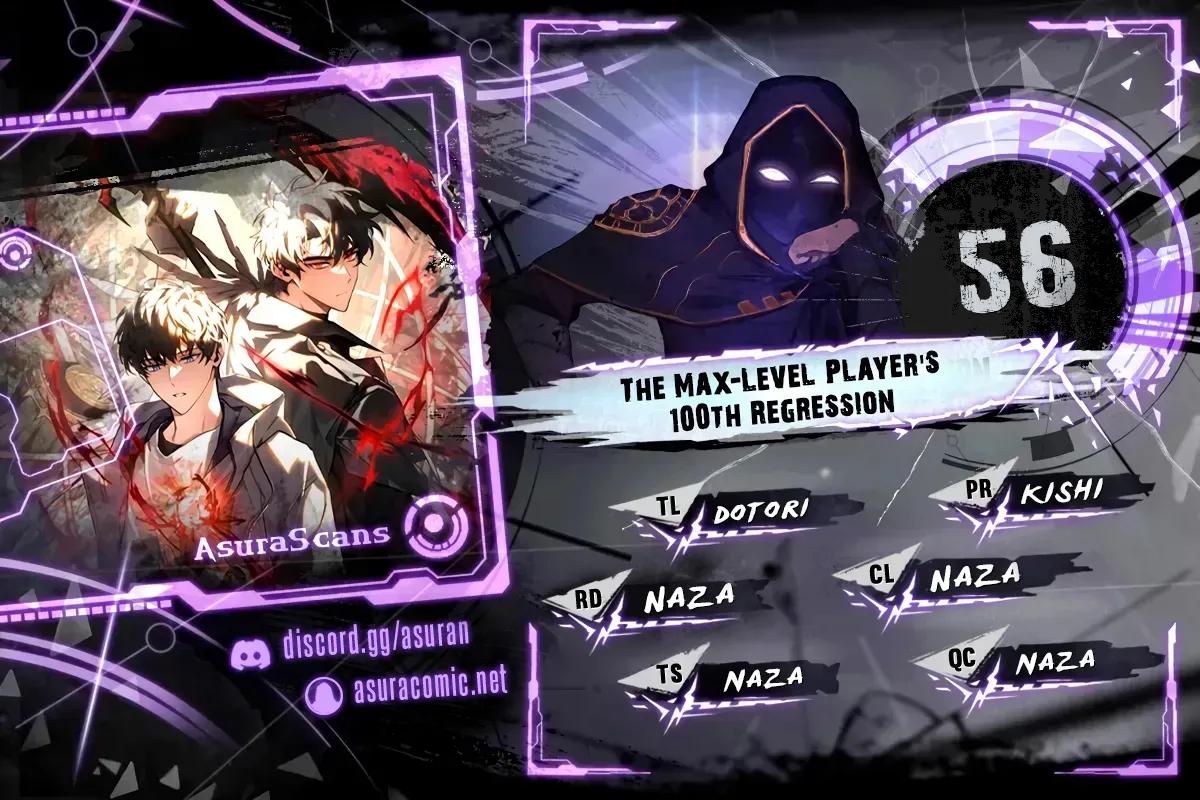 56
THE MAX-LEVEL PLAYER'S
100TH REGRESSION
TL DOTORI
PR KISHI
RD NAZA
CL NAZA
TS NAZA
QC NAZA
AsuraScans
discord.gg/asuran
asuracomic.net